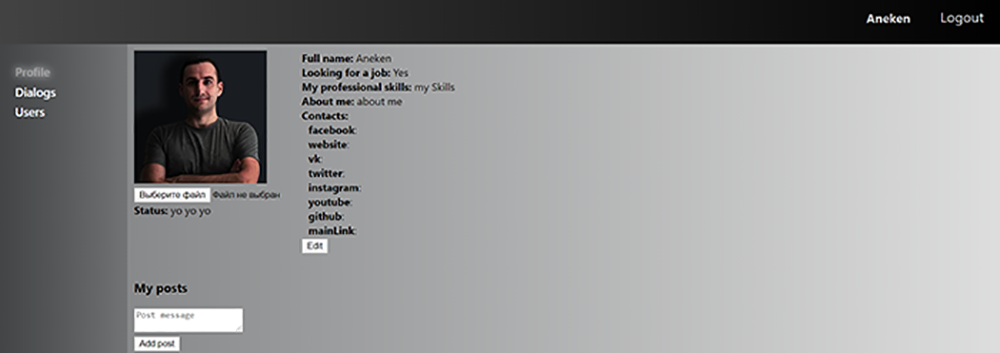 Aneken Logout
Profile
Dialogs
Users
Выберите файл Файл не выбран
Status: yo yo yo
Full name: Aneken
Looking for a job: Yes
My professional skills: my Skills
About me: about me
Contacts:
facebook:
website:
vk:
twitter:
instagram:
youtube:
github:
mainLink:
Edit
My posts
Post message
Add post